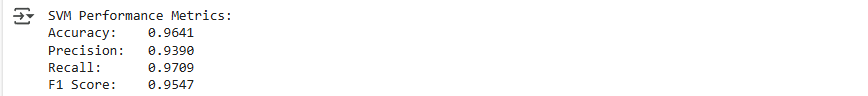 SVM Performance Metrics:
Accuracy:   0.9641
Precision:  0.9390
Recall:     0.9709
F1 Score:   0.9547